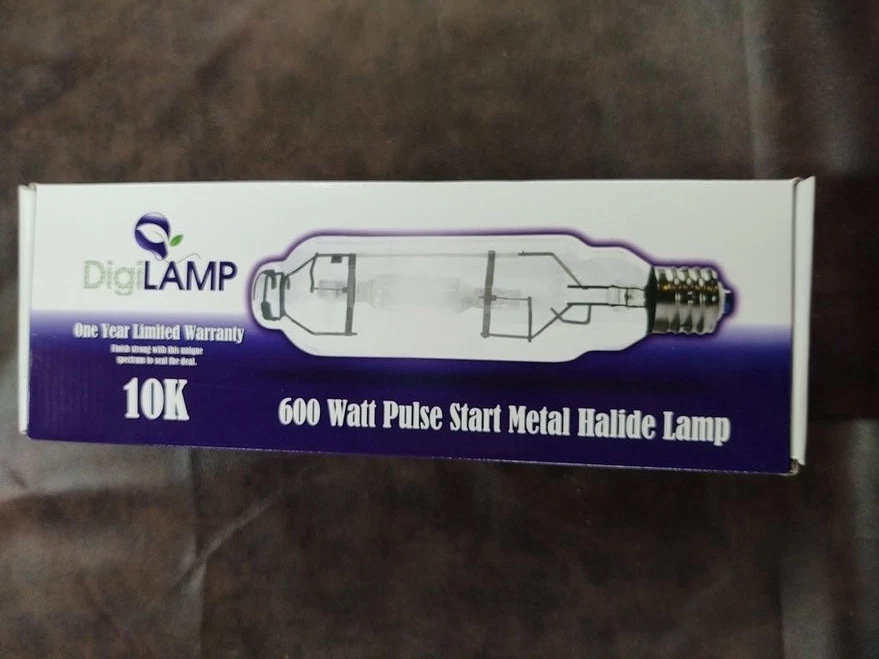 DigiLAMP
One Year Limited Warranty
Finish strong with this unique
spectrum to seal the deal.
10K
600 Watt Pulse Start Metal Halide Lamp